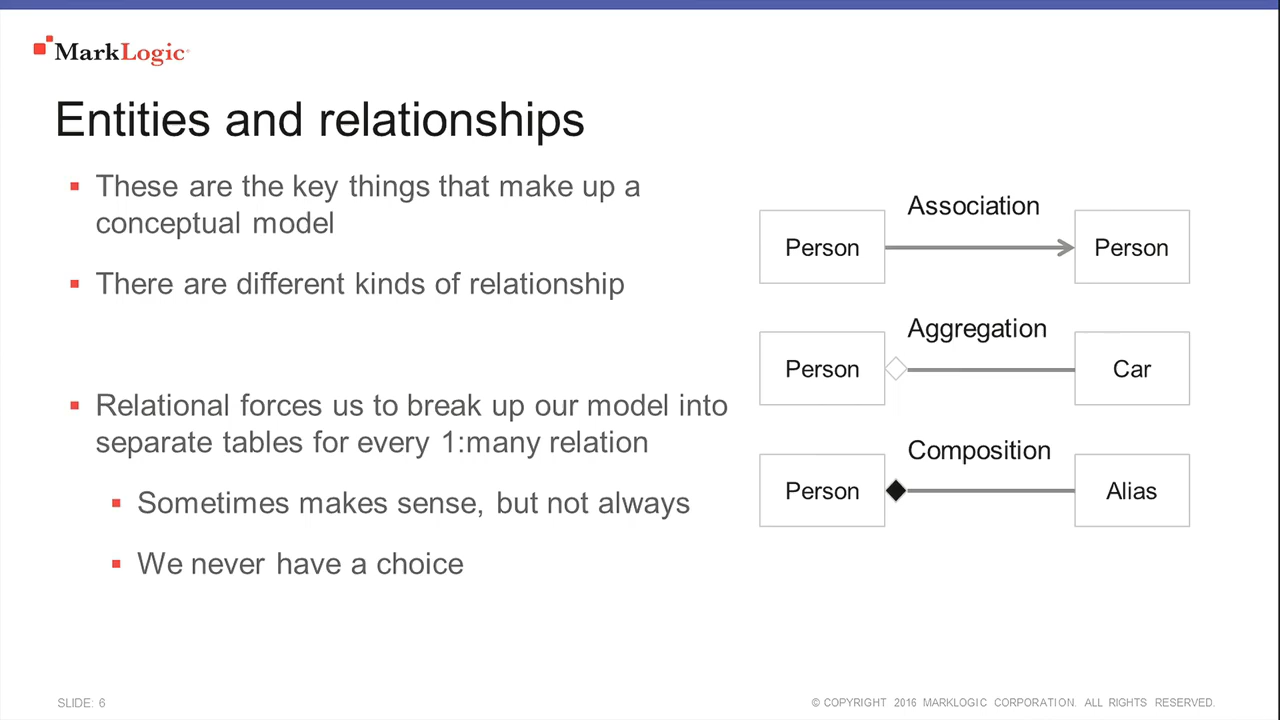 MarkLogic
Entities and relationships
These are the key things that make up a
conceptual model
There are different kinds of relationship
Relational forces us to break up our model into
separate tables for every 1:many relation
Sometimes makes sense, but not always
We never have a choice
Association
Person
Person
Aggregation
Person
Car
Composition
Person
Alias
SLIDE: 6
© COPYRIGHT 2016 MARKLOGIC CORPORATION. ALL RIGHTS RESERVED.